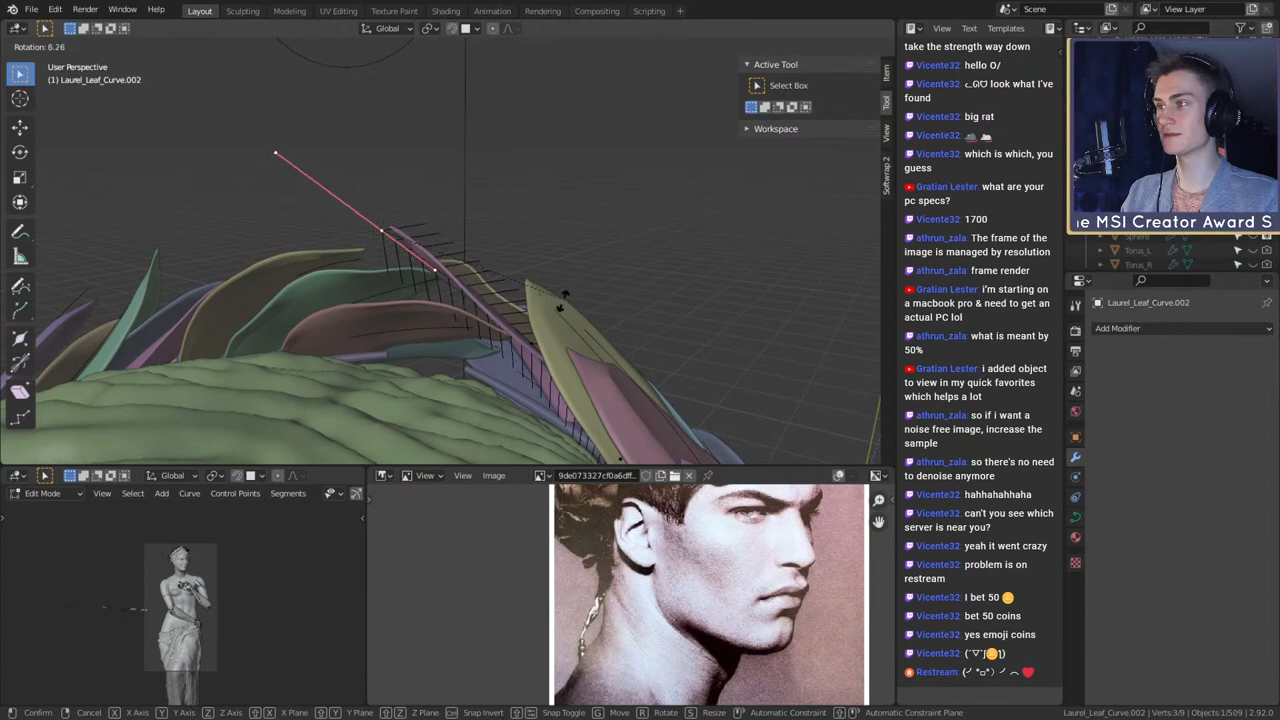 File Edit Render Window Help
Layout Sculpting Modeling UV Editing Texture Paint Shading Animation Rendering Compositing Scripting
Scene
View Layer
Global
View Text Templates
Rotation: 6.26
User Perspective
(1) Laurel_Leaf_Curve.002
Active Tool
Select Box
Workspace
Item
Tool
View
Softwrap 2
take the strength way down
Vicente32: hello O/
Vicente32: look what I've
found
Vicente32: big rat
Vicente32:
Vicente32: which is which, you
guess
Gratian Lester: what are your
pc specs?
Vicente32: 1700
athrun_zala: The frame of the
image is managed by resolution
athrun_zala: frame render
Gratian Lester: i'm starting on
a macbook pro & need to get an
actual PC lol
athrun_zala: what is meant by
50%
Gratian Lester: i added object
to view in my quick favorites
which helps a lot
athrun_zala: so if i want a
noise free image, increase the
sample
athrun_zala: so there's no need
to denoise anymore
Vicente32: hahhahahhaha
Vicente32: can't you see which
server is near you?
Vicente32: yeah it went crazy
Vicente32: problem is on
restream
Vicente32: I bet 50
Vicente32: bet 50 coins
Vicente32: yes emoji coins
Vicente32:
Restream:
e MSI Creator Award S
Torus_L
Torus_R
Laurel_Leaf_Curve.002
Add Modifier
Global
Edit Mode View Select Add Curve Control Points Segments
View View Image 9de073327cf0a6dff...
Confirm Cancel X X Axis Y Y Axis Z Z Axis X X Plane Y Y Plane Z Z Plane Snap Invert Snap Toggle G Move R Rotate S Resize Automatic Constraint Automatic Constraint Plane
Laurel_Leaf_Curve.002 | Verts:3/9 | Objects:1/509 | 2.92.0